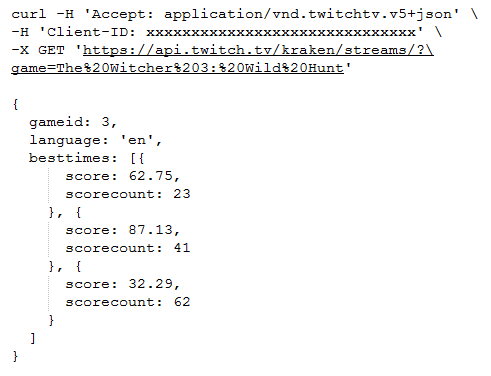 curl -H 'Accept: application/vnd.twitchtv.v5+json' \
-H 'Client-ID: xxxxxxxxxxxxxxxxxxxxxxxxxxxxxx' \
-X GET 'https://api.twitch.tv/kraken/streams/?\
game=The%20Witcher%203:%20Wild%20Hunt'

{
  gameid: 3,
  language: 'en',
  besttimes: [{
      score: 62.75,
      scorecount: 23
    }, {
      score: 87.13,
      scorecount: 41
    }, {
      score: 32.29,
      scorecount: 62
    }
  ]
}